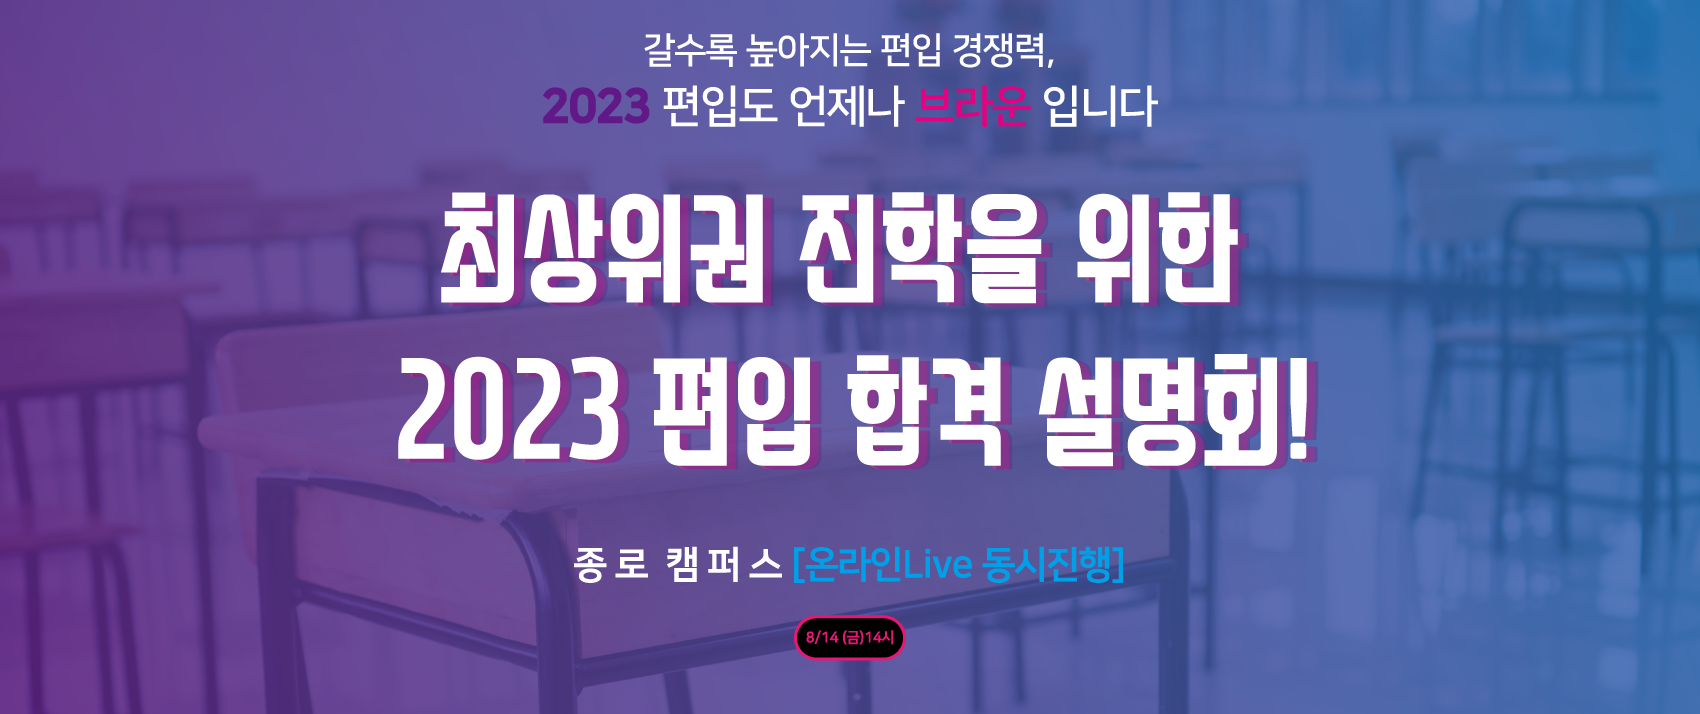 갈수록 높아지는 편입 경쟁력,
2023 편입도 언제나 브라운 입니다
최상위권 진학을 위한
2023 편입 합격 설명회!
종로 캠퍼스 [온라인Live 동시진행]
8/14 (금)14시